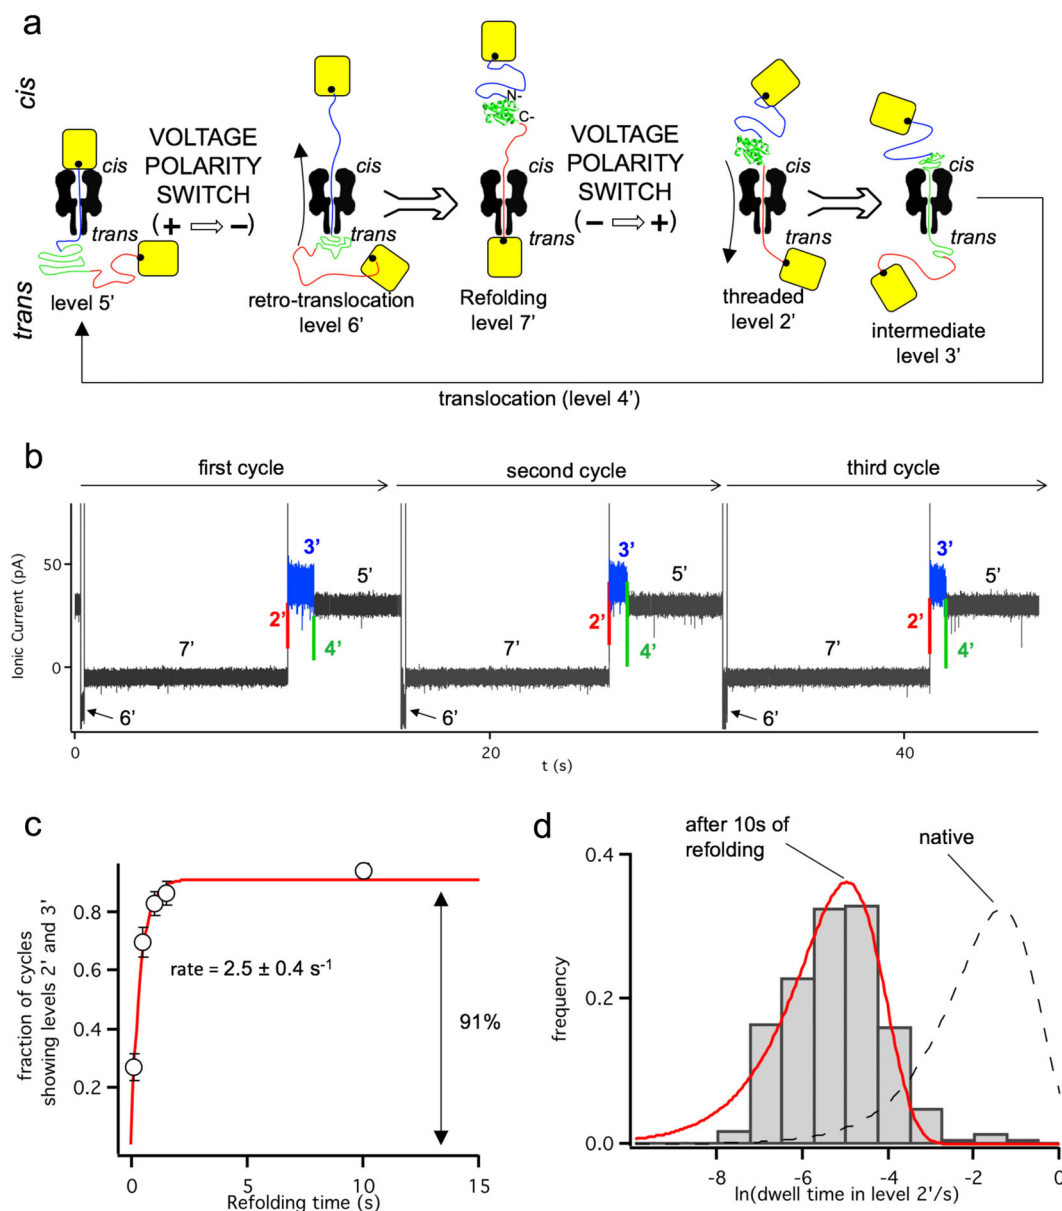 a
cis
trans
cis
trans
level 5'
VOLTAGE
POLARITY
SWITCH
(+ ⇨ −)
cis
trans
retro-translocation
level 6'
N-
C-
cis
trans
Refolding
level 7'
VOLTAGE
POLARITY
SWITCH
(− ⇨ +)
cis
trans
threaded
level 2'
cis
trans
intermediate
level 3'
translocation (level 4')
b
first cycle
second cycle
third cycle
Ionic Current (pA)
50
0
6'
7'
2'
3'
4'
5'
6'
7'
2'
3'
4'
5'
6'
7'
2'
3'
4'
5'
0
20
40
t (s)
c
fraction of cycles
showing levels 2' and 3'
0.8
0.6
0.4
0.2
rate = 2.5 ± 0.4 s-1
91%
0
5
10
15
Refolding time (s)
d
after 10s of
refolding
native
frequency
0.4
0.2
0.0
-8
-6
-4
-2
0
ln(dwell time in level 2'/s)